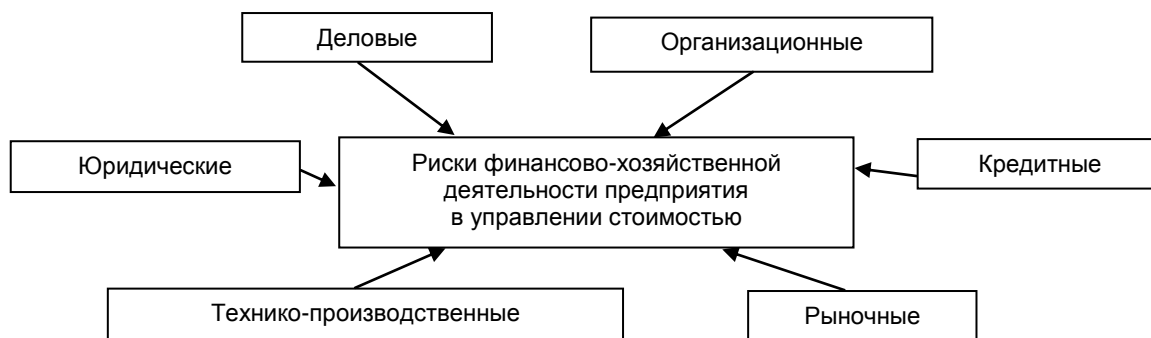 Деловые
Организационные
Юридические
Риски финансово-хозяйственной
деятельности предприятия
в управлении стоимостью
Кредитные
Технико-производственные
Рыночные